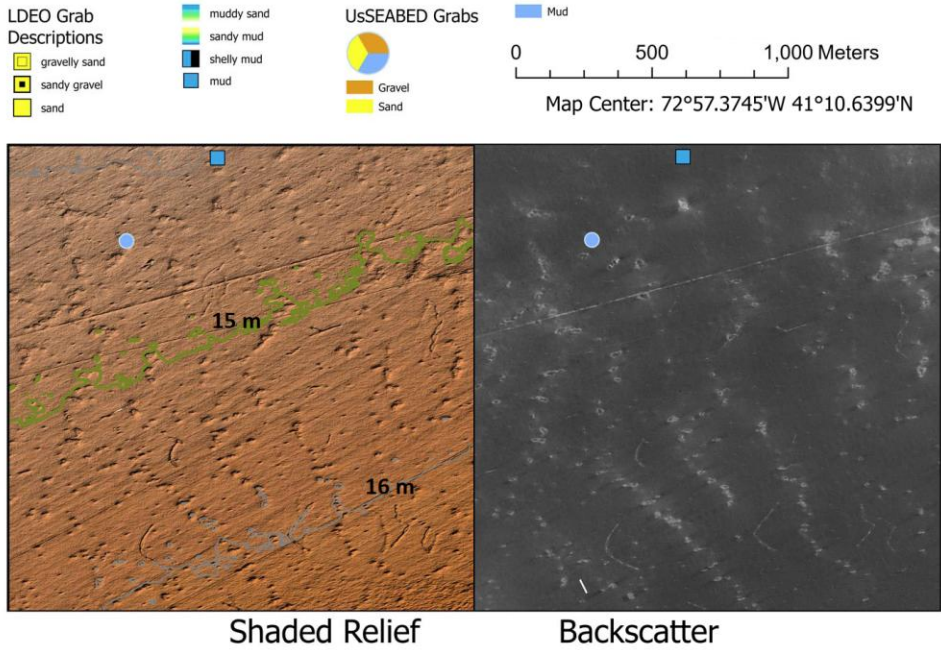 LDEO Grab
Descriptions
gravelly sand
sandy gravel
sand
muddy sand
sandy mud
shelly mud
mud
UsSEABED Grabs
Gravel
Sand
Mud
0 500 1,000 Meters
Map Center: 72°57.3745'W 41°10.6399'N
15 m
16 m
Shaded Relief
Backscatter